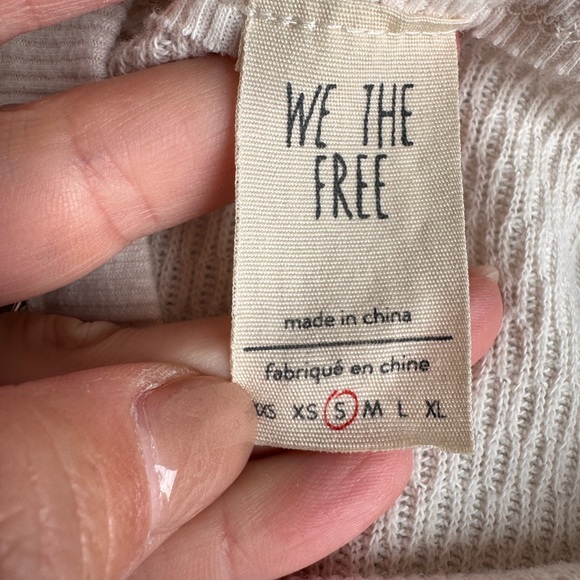 WE THE
FREE
made in china
fabriqué en chine
XS S M L XL